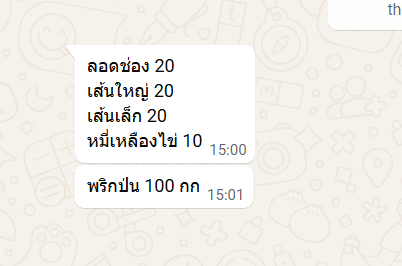 th
ลอดช่อง 20
เส้นใหญ่ 20
เส้นเล็ก 20
หมี่เหลืองไข่ 10
15:00
พริกป่น 100 กก
15:01